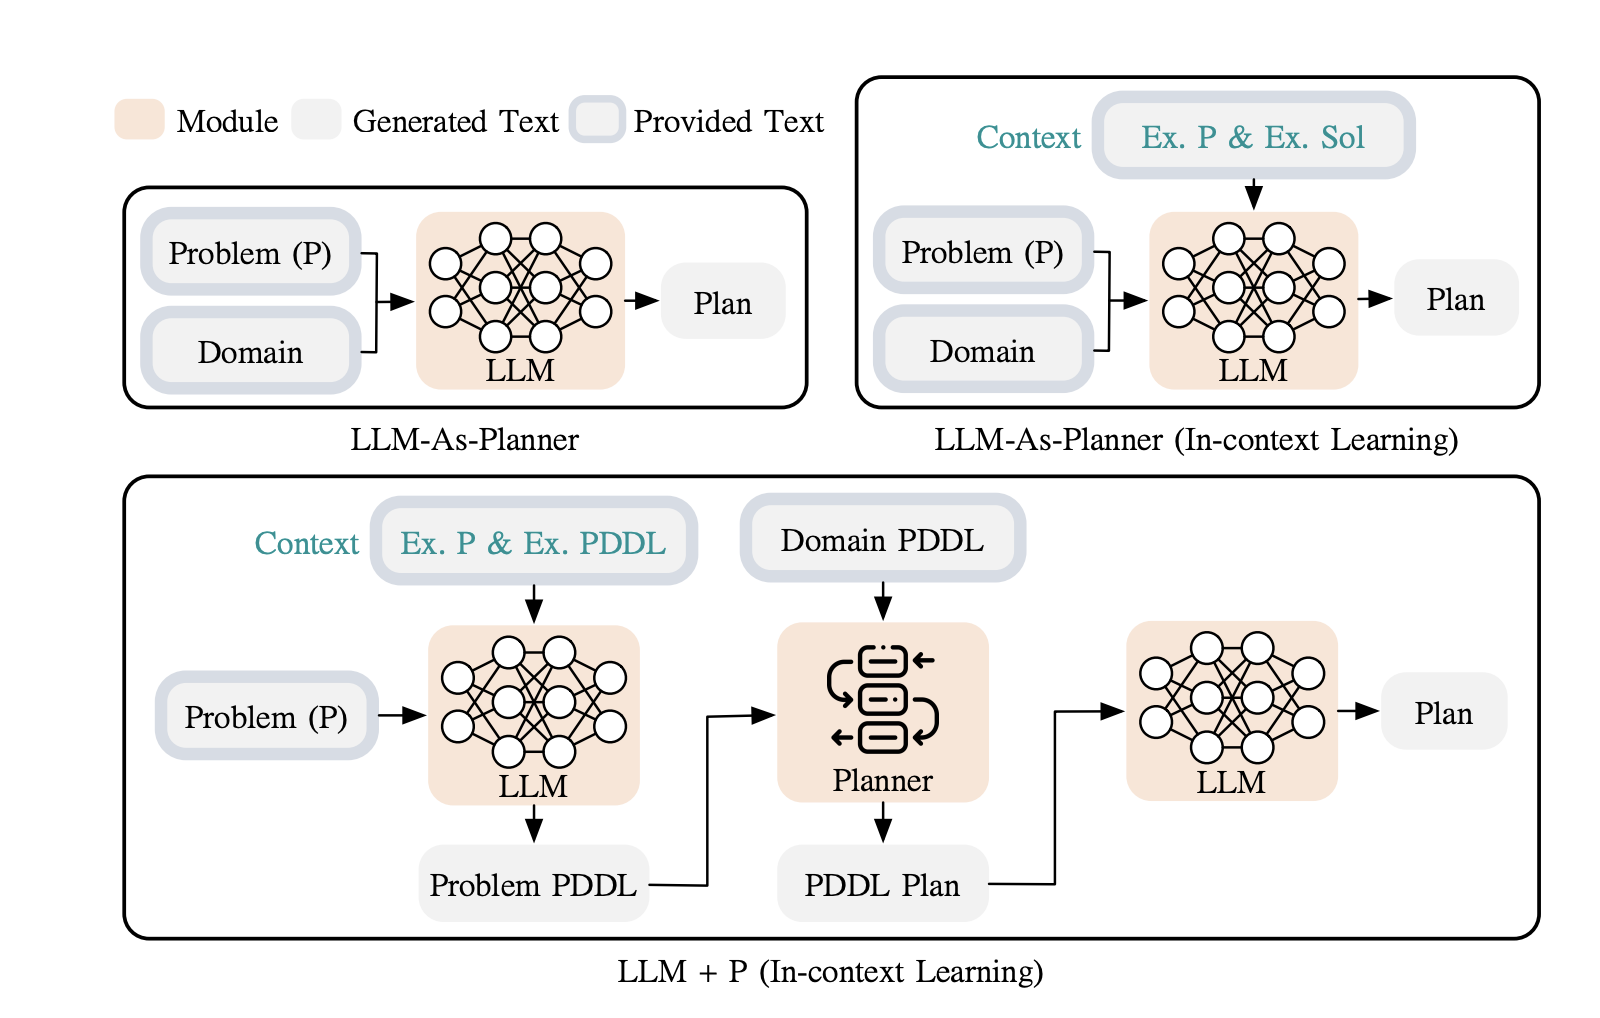 Module Generated Text Provided Text
Problem (P)
Domain
LLM
Plan
LLM-As-Planner
Context Ex. P & Ex. Sol
Problem (P)
Domain
LLM
Plan
LLM-As-Planner (In-context Learning)
Context Ex. P & Ex. PDDL
Domain PDDL
Problem (P)
LLM
Problem PDDL
Planner
PDDL Plan
LLM
Plan
LLM + P (In-context Learning)